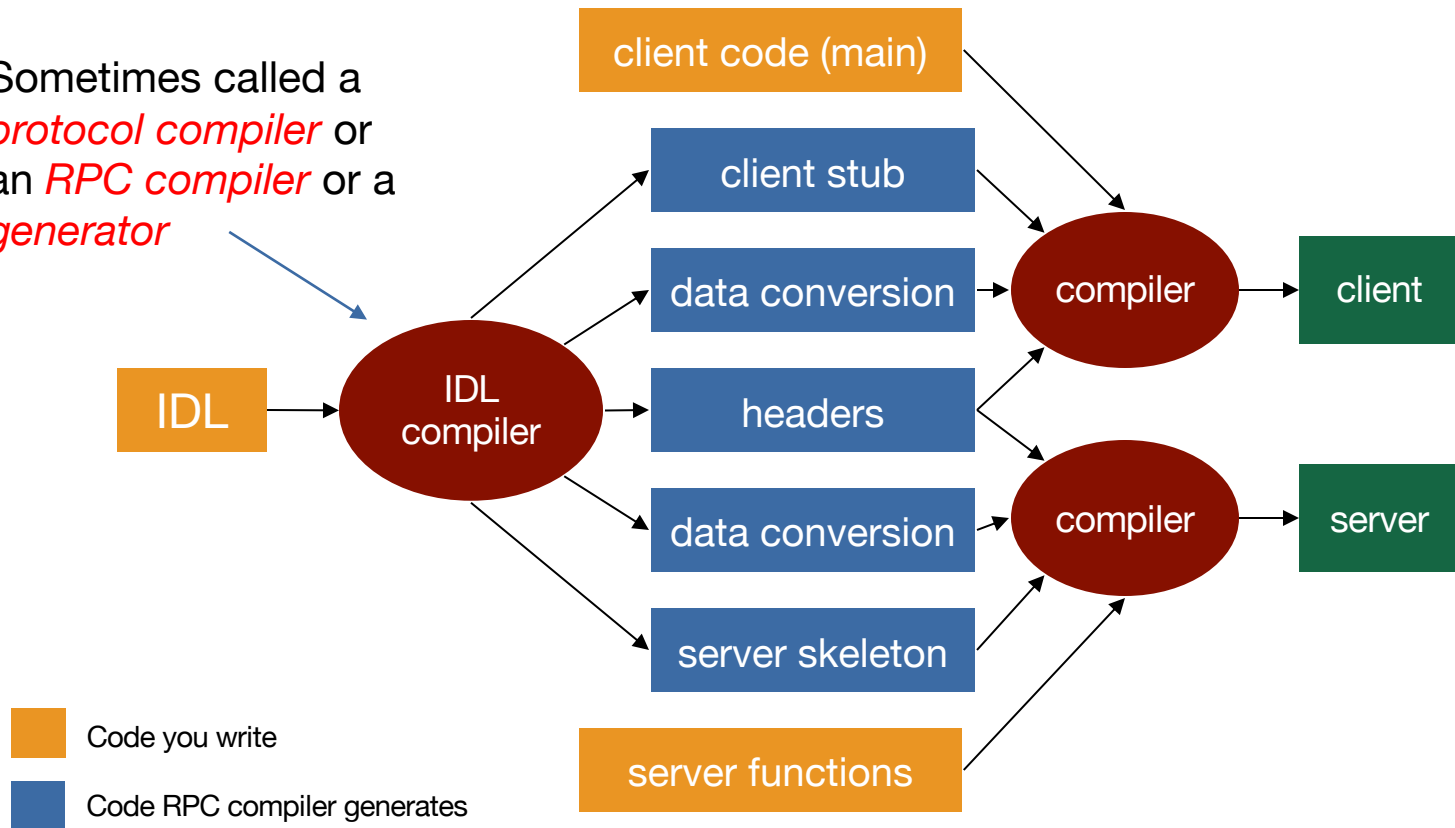 client code (main)
Sometimes called a
protocol compiler or
an RPC compiler or a
generator
client stub
data conversion
compiler
client
IDL
IDL
compiler
headers
data conversion
compiler
server
server skeleton
server functions
Code you write
Code RPC compiler generates